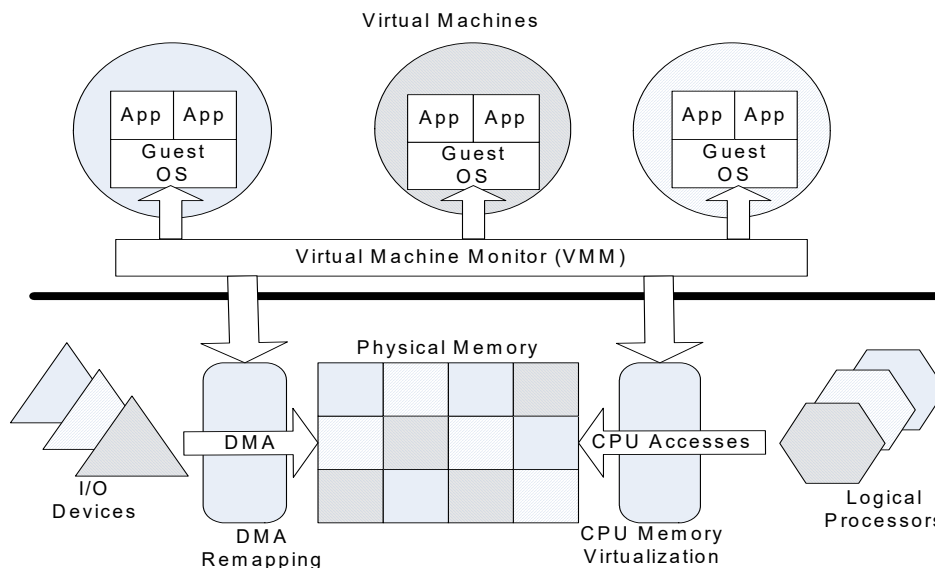 Virtual Machines
App App
Guest
OS
App App
Guest
OS
App App
Guest
OS
Virtual Machine Monitor (VMM)
Physical Memory
DMA
CPU Accesses
I/O
Devices
DMA
Remapping
CPU Memory
Virtualization
Logical
Processors